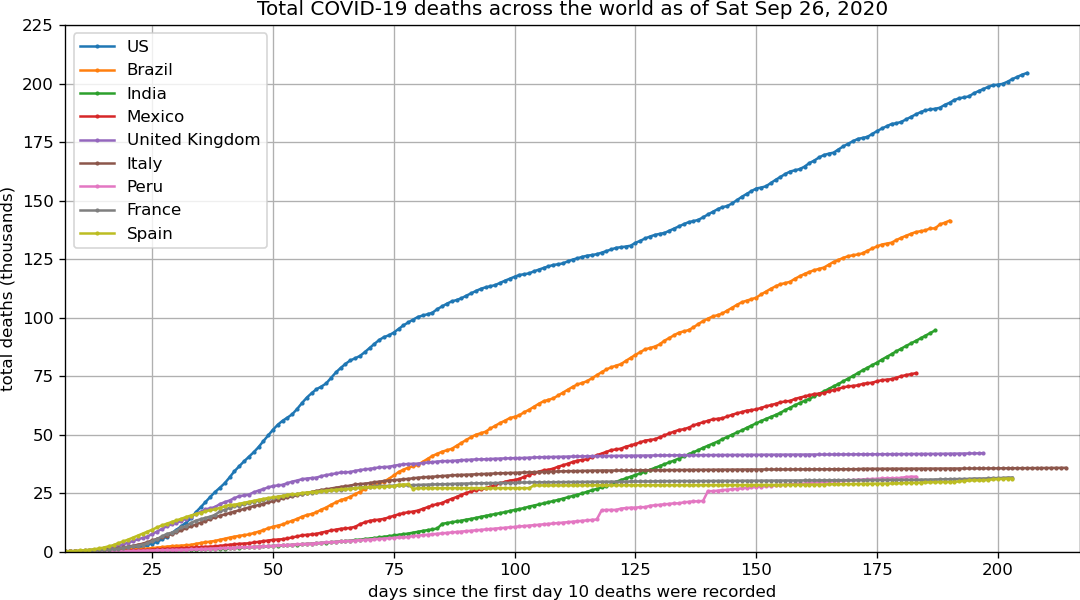 Total COVID-19 deaths across the world as of Sat Sep 26, 2020
total deaths (thousands)
225
200
175
150
125
100
75
50
25
0
US
Brazil
India
Mexico
United Kingdom
Italy
Peru
France
Spain
25 50 75 100 125 150 175 200
days since the first day 10 deaths were recorded